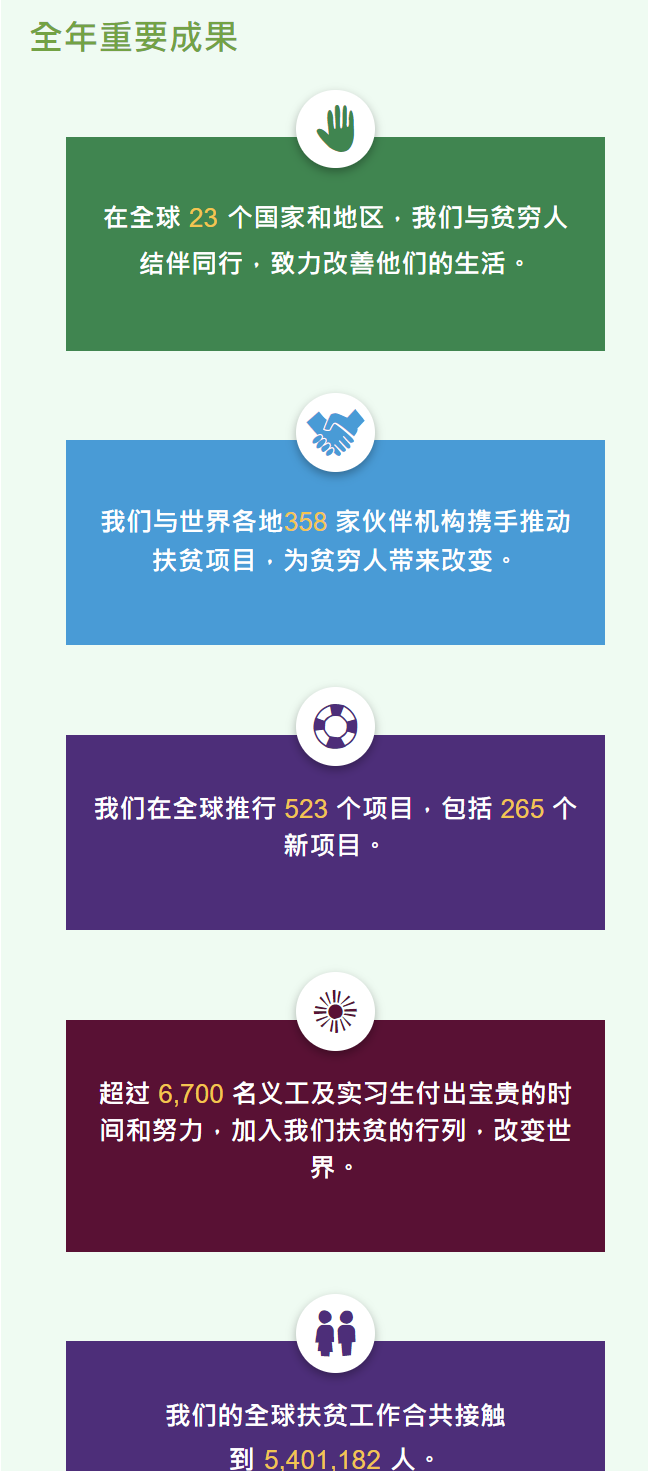 全年重要成果
在全球 23 个国家和地区，我们与贫穷人
结伴同行，致力改善他们的生活。
我们与世界各地358 家伙伴机构携手推动
扶贫项目，为贫穷人带来改变。
我们在全球推行 523 个项目，包括 265 个
新项目。
超过 6,700 名义工及实习生付出宝贵的时
间和努力，加入我们扶贫的行列，改变世
界。
我们的全球扶贫工作合共接触
到 5,401,182 人。